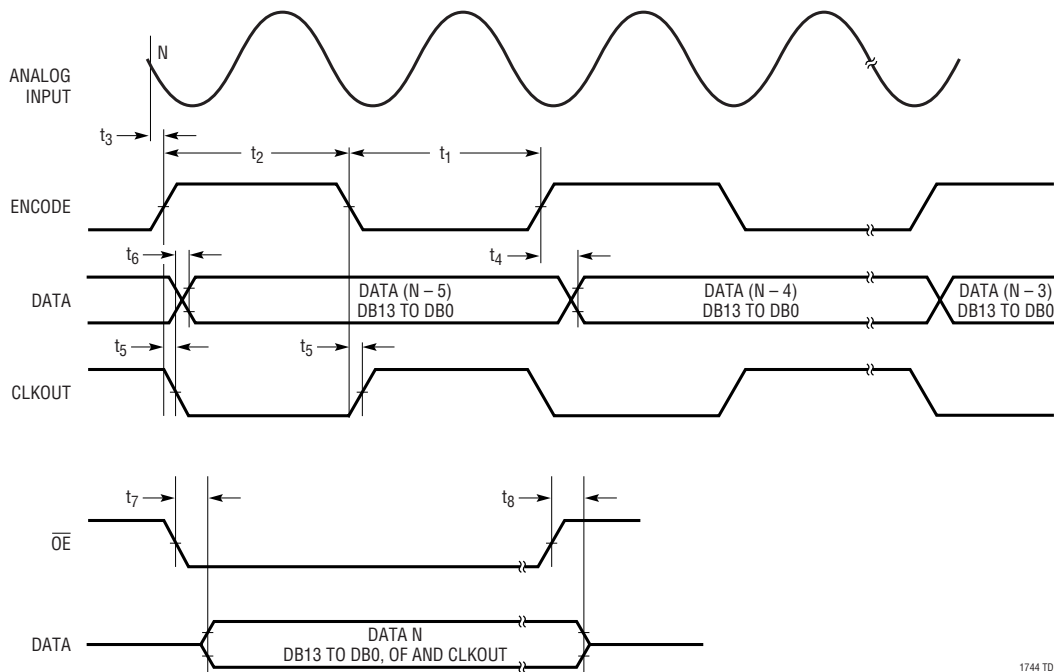 N
ANALOG
INPUT
t3
t2
t1
ENCODE
t6
t4
DATA
DATA (N – 5)
DB13 TO DB0
DATA (N – 4)
DB13 TO DB0
DATA (N – 3)
DB13 TO DB0
t5
t5
CLKOUT
t7
t8
O̅E̅
DATA
DATA N
DB13 TO DB0, OF AND CLKOUT
1744 TD